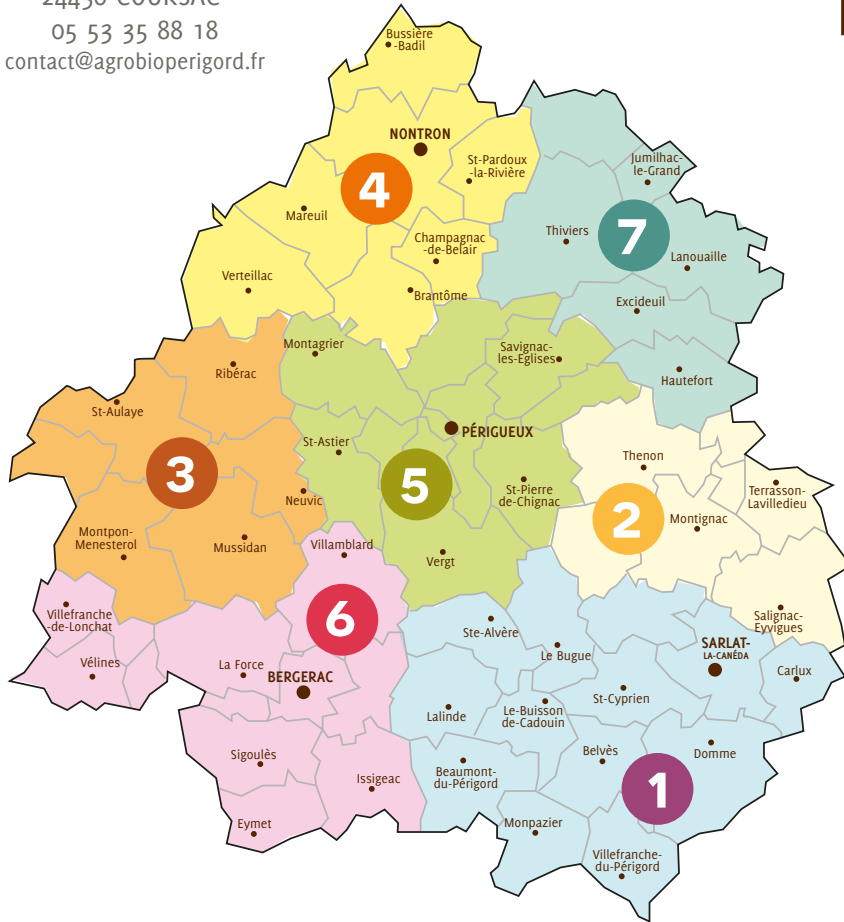 05 53 35 88 18
contact@agrobioperigord.fr
Bussière
-Badil
NONTRON
St-Pardoux
-la-Rivière
Jumilhac-
le-Grand
4
Mareuil
Thiviers
7
Champagnac
-de-Belair
Lanouaille
Verteillac
Brantôme
Excideuil
Montagrier
Savignac-
les-Eglises
Ribérac
Hautefort
St-Aulaye
PÉRIGUEUX
St-Astier
Thenon
3
5
St-Pierre
de-Chignac
Neuvic
Terrasson-
Lavilledieu
2
Montignac
Montpon-
Menesterol
Mussidan
Villamblard
Vergt
Villefranche
-de-Lonchat
6
Ste-Alvère
Salignac-
Eyvigues
SARLAT-
LA-CANÉDA
Le Bugue
Vélines
La Force
BERGERAC
Carlux
St-Cyprien
Lalinde
Le-Buisson
de-Cadouin
Sigoulès
Belvès
Domme
Issigeac
Beaumont-
du-Périgord
1
Eymet
Monpazier
Villefranche-
du-Périgord